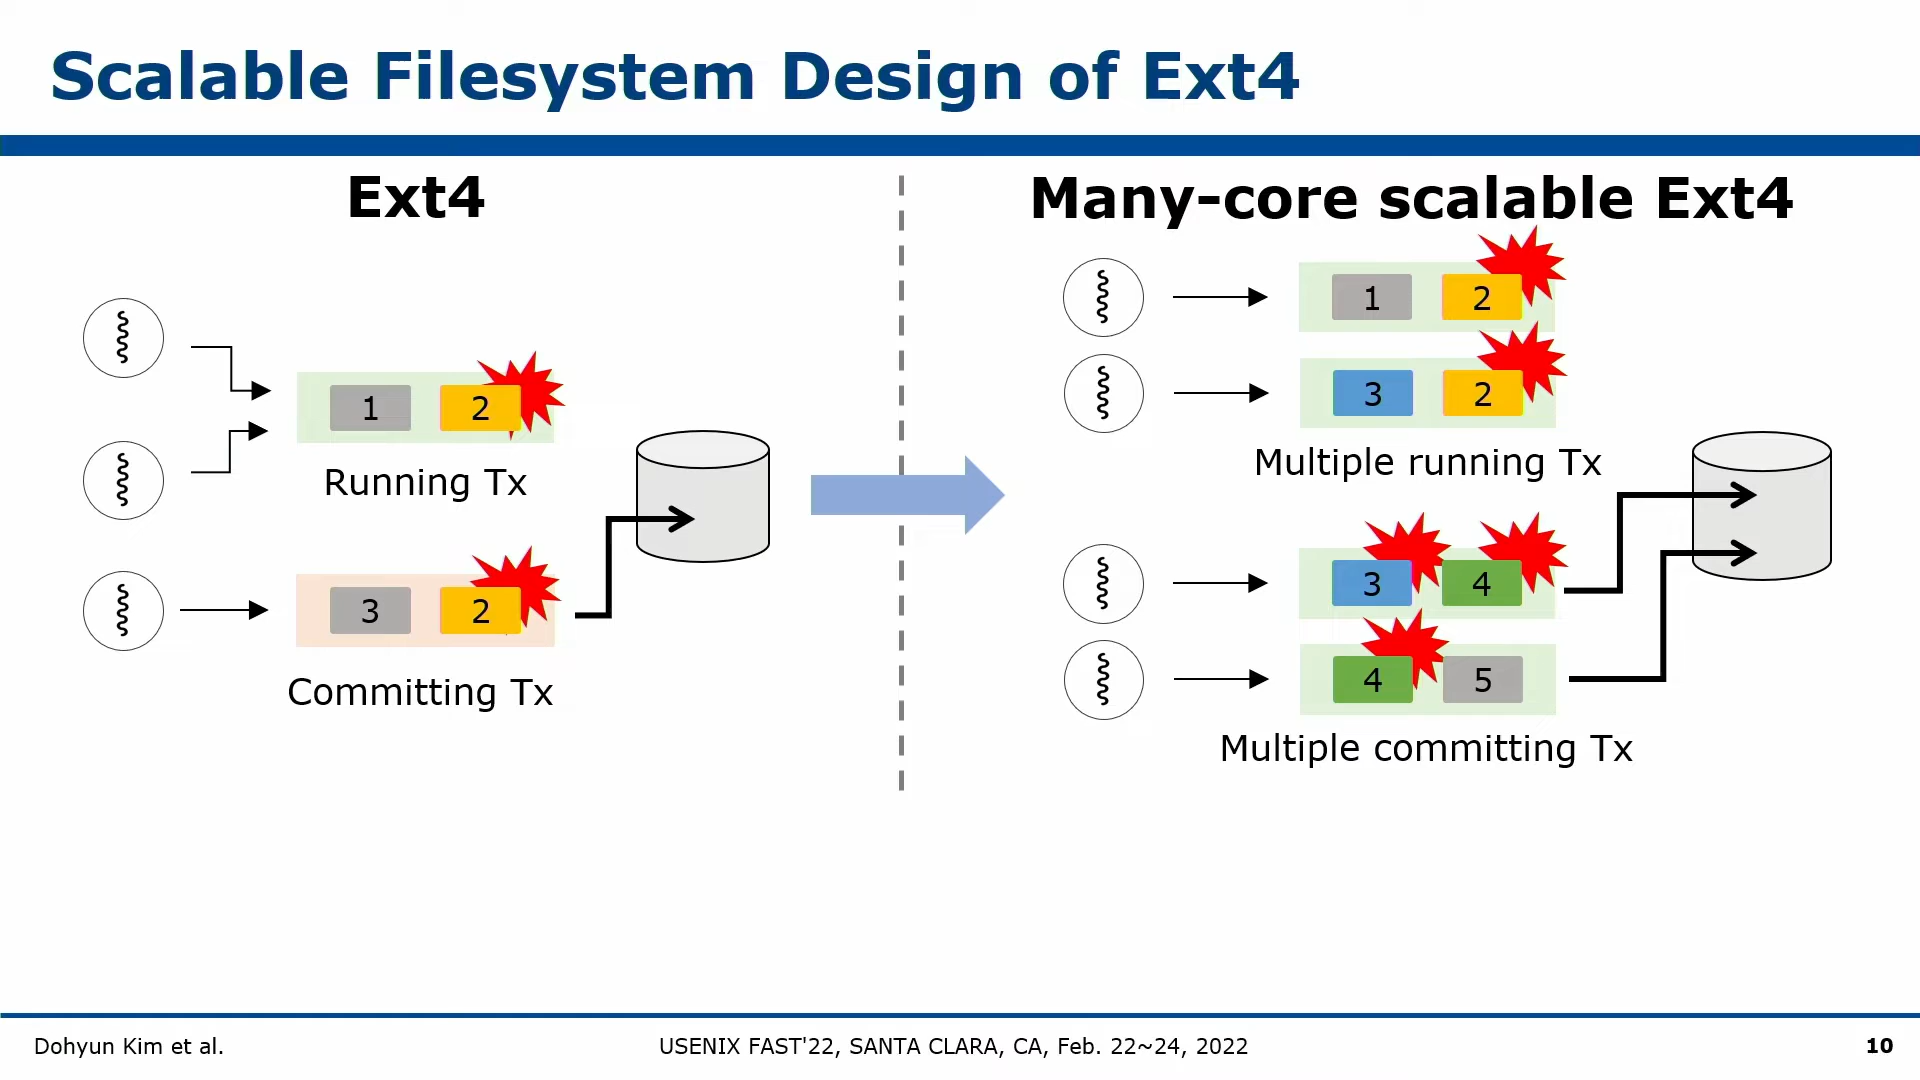 Scalable Filesystem Design of Ext4
Ext4
1 2
Running Tx
3 2
Committing Tx
Many-core scalable Ext4
1 2
3 2
Multiple running Tx
3 4
4 5
Multiple committing Tx
Dohyun Kim et al.
USENIX FAST'22, SANTA CLARA, CA, Feb. 22~24, 2022
10